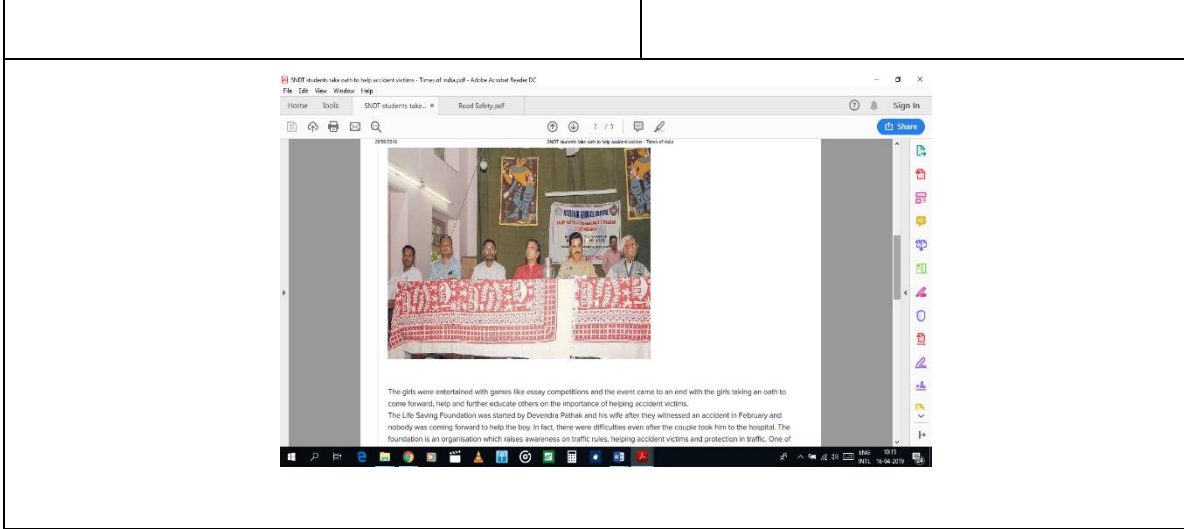 SNDT students take oath to help accident victims - Times of india.pdf - Adobe Acrobat Reader DC
File Edit View Window Help
Home Tools SNDT students take... × Road Safety.pdf Sign In
2 / 3 Share
SNDT students take oath to help accident victims - Times of India
The girls were entertained with games like essay competitions and the event came to an end with the girls taking an oath to
come forward, help and further educate others on the importance of helping accident victims.
The Life Saving Foundation was started by Devendra Pathak and his wife after they witnessed an accident in February and
nobody was coming forward to help the boy. In fact, there were difficulties even after the couple took him to the hospital. The
foundation is an organisation which raises awareness on traffic rules, helping accident victims and protection in traffic. One of
ENG 10:13
INTL 16-04-2019